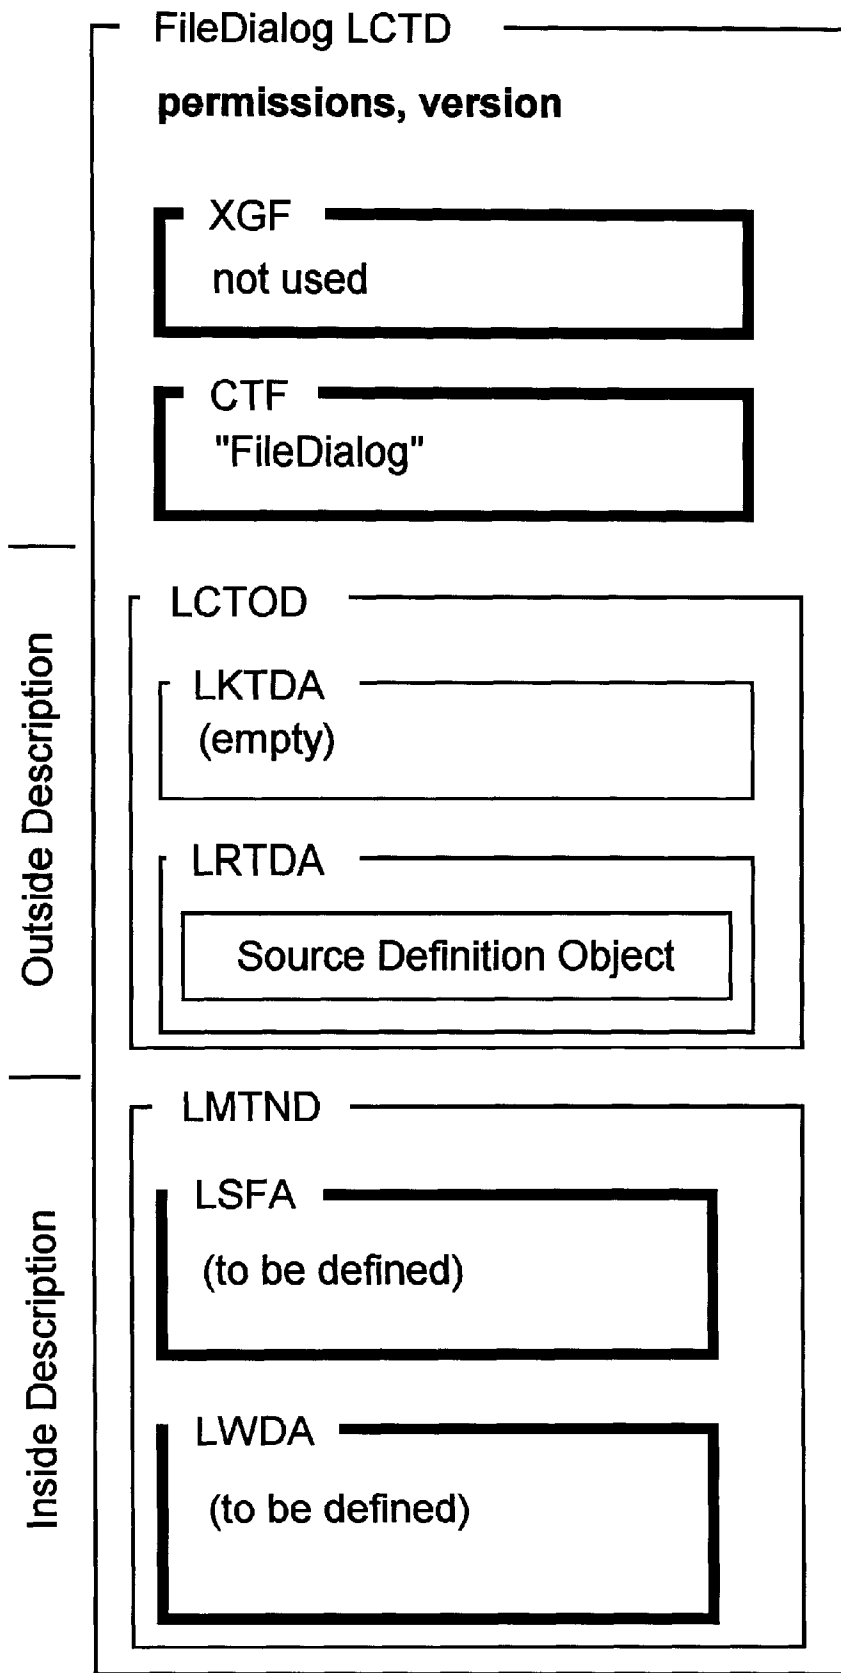 FileDialog LCTD
permissions, version
XGF
not used
CTF
"FileDialog"
Outside Description
LCTOD
LKTDA
(empty)
LRTDA
Source Definition Object
Inside Description
LMTND
LSFA
(to be defined)
LWDA
(to be defined)